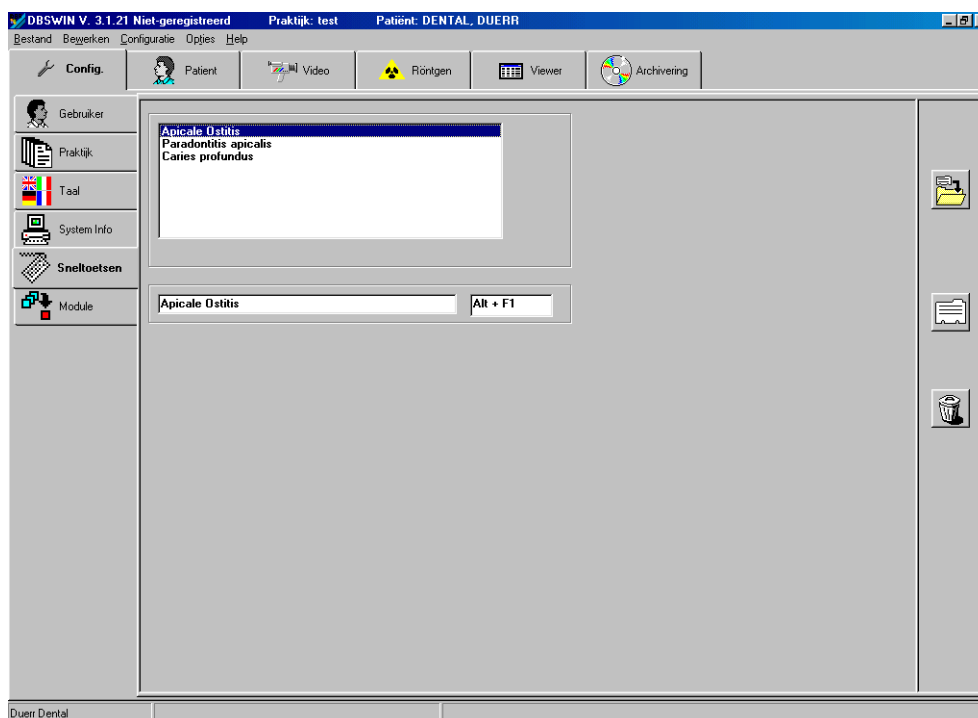 DBSWIN V. 3.1.21 Niet-geregistreerd Praktijk: test Patiënt: DENTAL, DUERR
Bestand Bewerken Configuratie Opties Help
Config. Patient Video Röntgen Viewer Archivering
Gebruiker
Praktijk
Taal
System Info
Sneltoetsen
Module
Apicale Ostitis
Paradontitis apicalis
Caries profundus
Apicale Ostitis Alt + F1
Duerr Dental